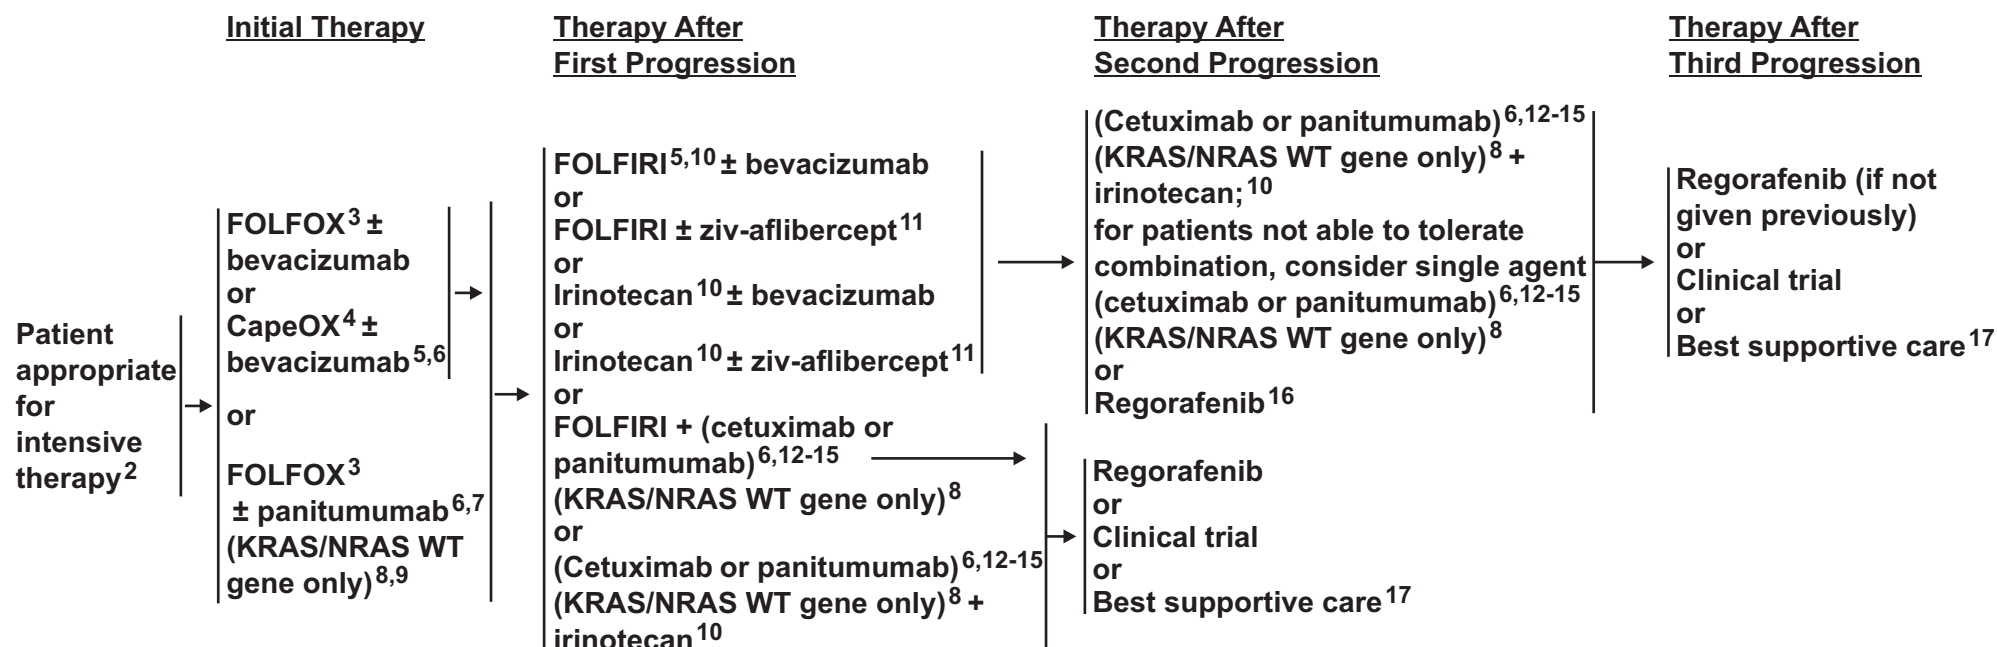 Initial Therapy
Therapy After
First Progression
Therapy After
Second Progression
Therapy After
Third Progression
Patient
appropriate
for
intensive
therapy2
FOLFOX3 ±
bevacizumab
or
CapeOX4 ±
bevacizumab5,6
or
FOLFOX3
± panitumumab6,7
(KRAS/NRAS WT
gene only)8,9
FOLFIRI5,10 ± bevacizumab
or
FOLFIRI ± ziv-aflibercept11
or
Irinotecan10 ± bevacizumab
or
Irinotecan10 ± ziv-aflibercept11
or
FOLFIRI + (cetuximab or
panitumumab)6,12-15
(KRAS/NRAS WT gene only)8
or
(Cetuximab or panitumumab)6,12-15
(KRAS/NRAS WT gene only)8 +
irinotecan10
(Cetuximab or panitumumab)6,12-15
(KRAS/NRAS WT gene only)8 +
irinotecan;10
for patients not able to tolerate
combination, consider single agent
(cetuximab or panitumumab)6,12-15
(KRAS/NRAS WT gene only)8
or
Regorafenib16
Regorafenib
or
Clinical trial
or
Best supportive care17
Regorafenib (if not
given previously)
or
Clinical trial
or
Best supportive care17